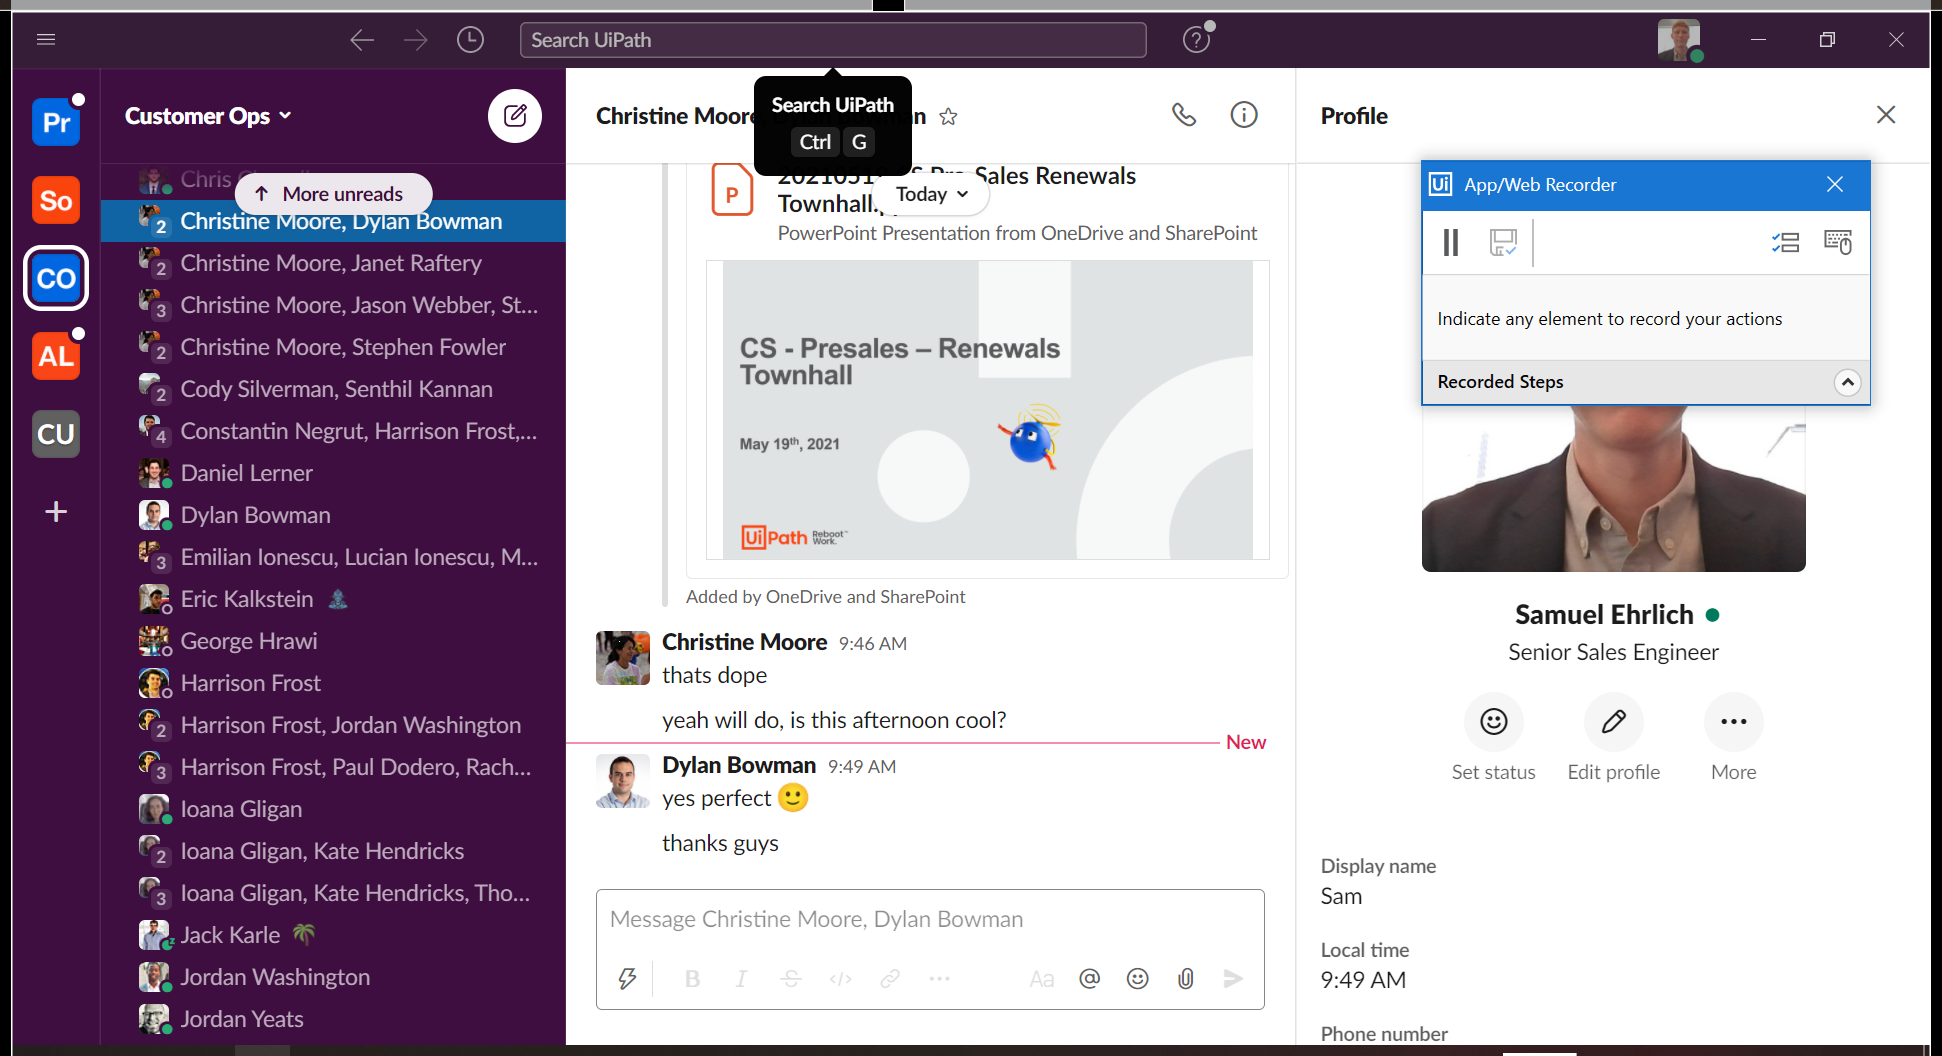 Search UiPath
Pr
So
CO
AL
CU
Customer Ops
Chris
More unreads
2 Christine Moore, Dylan Bowman
2 Christine Moore, Janet Raftery
3 Christine Moore, Jason Webber, St...
2 Christine Moore, Stephen Fowler
2 Cody Silverman, Senthil Kannan
4 Constantin Negrut, Harrison Frost,...
Daniel Lerner
Dylan Bowman
3 Emilian Ionescu, Lucian Ionescu, M...
Eric Kalkstein
George Hrawi
Harrison Frost
2 Harrison Frost, Jordan Washington
3 Harrison Frost, Paul Dodero, Rach...
Ioana Gligan
2 Ioana Gligan, Kate Hendricks
3 Ioana Gligan, Kate Hendricks, Tho...
Jack Karle
Jordan Washington
Jordan Yeats
Christine Moore, Dylan Bowman
Search UiPath
Ctrl G
Today
P
Sales Renewals
Townhall.
PowerPoint Presentation from OneDrive and SharePoint
CS - Presales – Renewals
Townhall
May 19th, 2021
UiPath Reboot Work.™
Added by OneDrive and SharePoint
Christine Moore 9:46 AM
thats dope
yeah will do, is this afternoon cool?
New
Dylan Bowman 9:49 AM
yes perfect 🙂
thanks guys
Message Christine Moore, Dylan Bowman
B I S </> Aa @
Profile
Ui App/Web Recorder
Indicate any element to record your actions
Recorded Steps
Samuel Ehrlich
Senior Sales Engineer
Set status Edit profile More
Display name
Sam
Local time
9:49 AM
Phone number